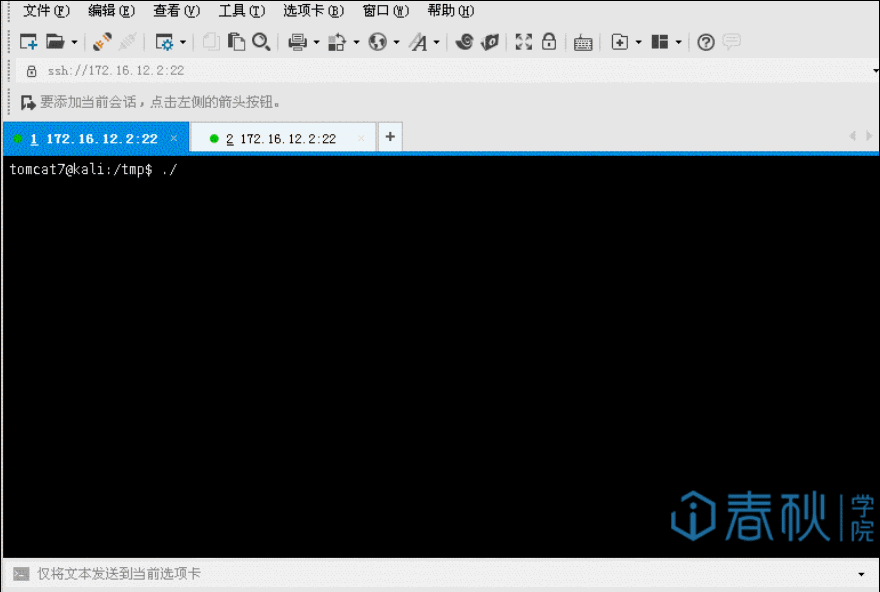 文件(F) 编辑(E) 查看(V) 工具(T) 选项卡(B) 窗口(W) 帮助(H)
ssh://172.16.12.2:22
要添加当前会话，点击左侧的箭头按钮。
1 172.16.12.2:22 × 2 172.16.12.2:22 × +
tomcat7@kali:/tmp$ ./
春秋学院
仅将文本发送到当前选项卡